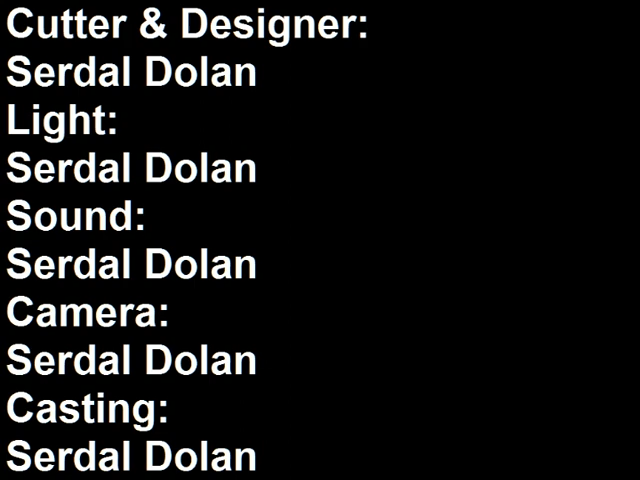 Cutter & Designer:
Serdal Dolan
Light:
Serdal Dolan
Sound:
Serdal Dolan
Camera:
Serdal Dolan
Casting:
Serdal Dolan